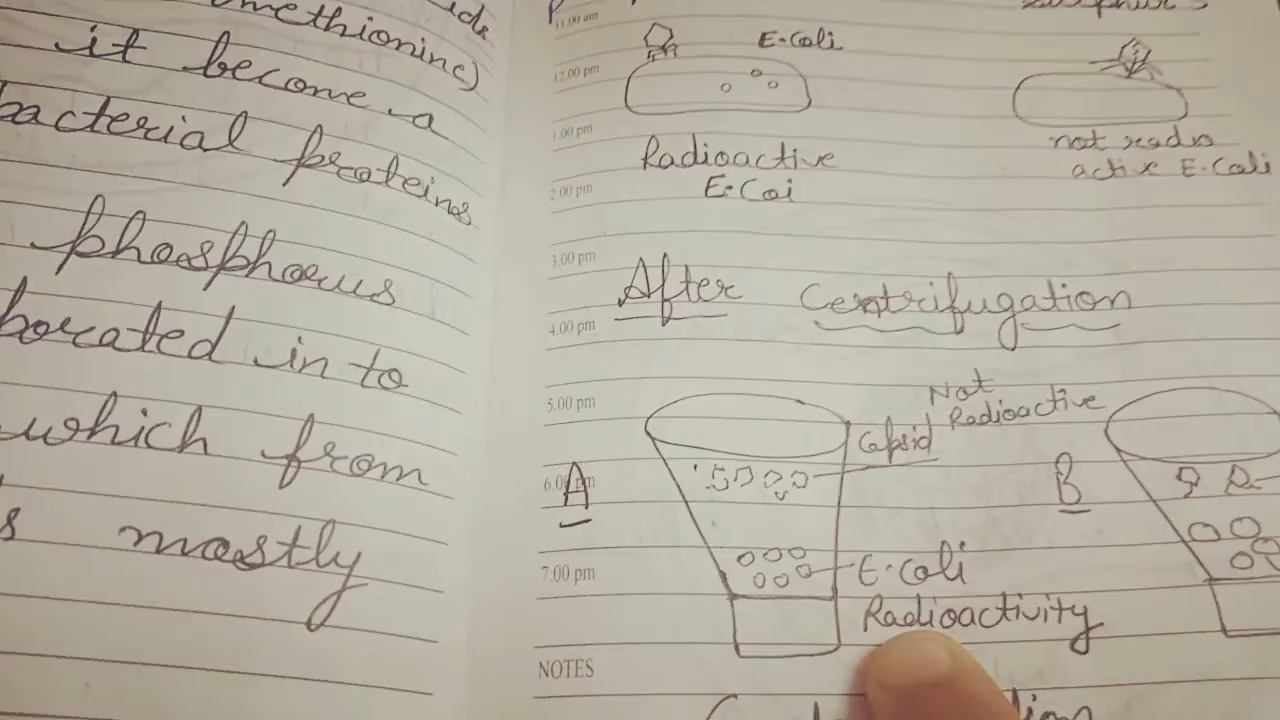 methionine)
it become a
bacterial proteins
phosphorus
borated in to
which from
s mostly
11.00 am
E-Coli
12.00 pm
1.00 pm
Radioactive
E-Coi
not radio
active E-Coli
2.00 pm
3.00 pm
After Centrifugation
4.00 pm
5.00 pm
Not
Radioactive
Capsid
6.00 pm
A
B
7.00 pm
E-Coli
Radioactivity
NOTES